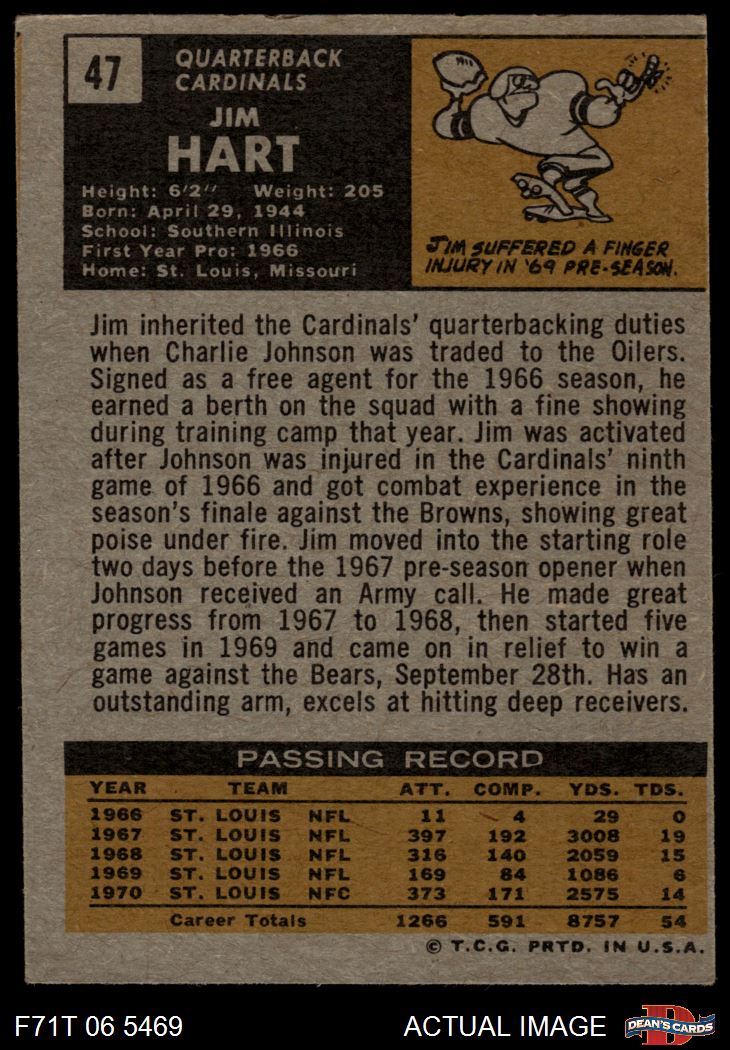 47
QUARTERBACK
CARDINALS
JIM
HART
Height: 6'2" Weight: 205
Born: April 29, 1944
School: Southern Illinois
First Year Pro: 1966
Home: St. Louis, Missouri
JIM SUFFERED A FINGER
INJURY IN '69 PRE-SEASON.
Jim inherited the Cardinals' quarterbacking duties
when Charlie Johnson was traded to the Oilers.
Signed as a free agent for the 1966 season, he
earned a berth on the squad with a fine showing
during training camp that year. Jim was activated
after Johnson was injured in the Cardinals' ninth
game of 1966 and got combat experience in the
season's finale against the Browns, showing great
poise under fire. Jim moved into the starting role
two days before the 1967 pre-season opener when
Johnson received an Army call. He made great
progress from 1967 to 1968, then started five
games in 1969 and came on in relief to win a
game against the Bears, September 28th. Has an
outstanding arm, excels at hitting deep receivers.
PASSING RECORD
YEAR TEAM ATT. COMP. YDS. TDS.
1966 ST. LOUIS NFL 11 4 29 0
1967 ST. LOUIS NFL 397 192 3008 19
1968 ST. LOUIS NFL 316 140 2059 15
1969 ST. LOUIS NFL 169 84 1086 6
1970 ST. LOUIS NFC 373 171 2575 14
Career Totals 1266 591 8757 54
© T.C.G. PRTD. IN U.S.A.
F71T 06 5469 ACTUAL IMAGE
D
DEAN'S CARDS